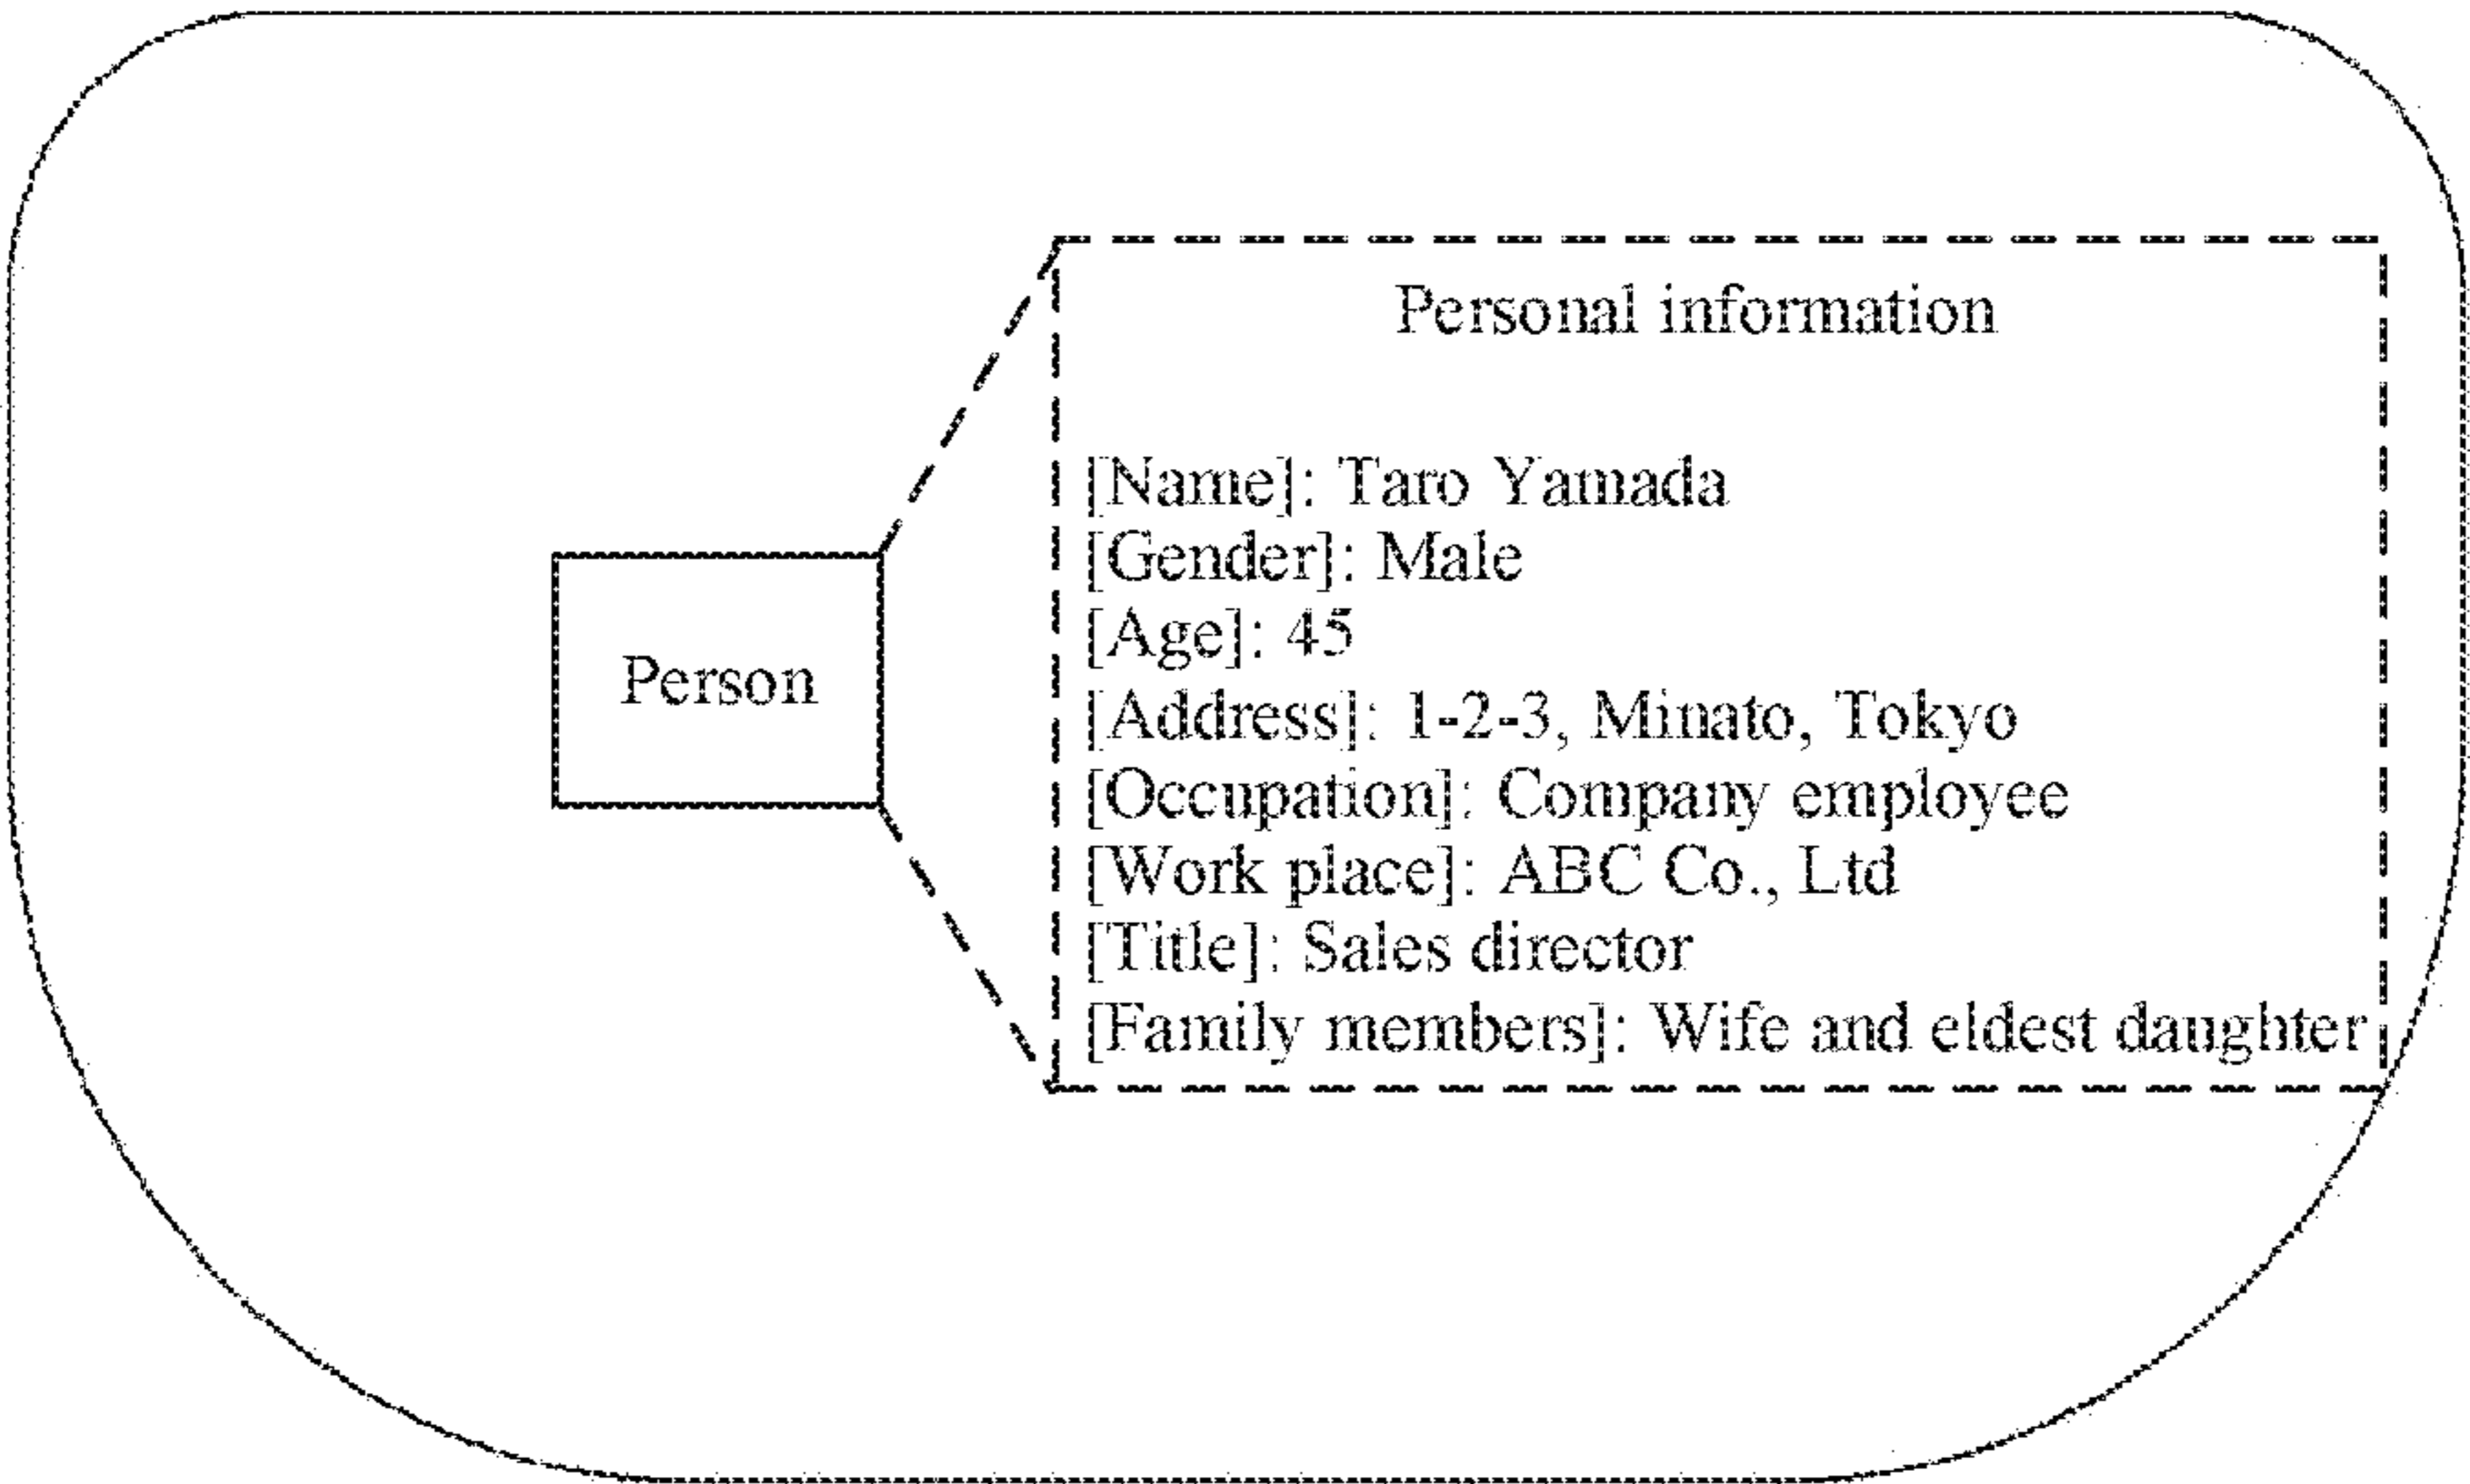 Person
Personal information
[Name]: Taro Yamada
[Gender]: Male
[Age]: 45
[Address]: 1-2-3, Minato, Tokyo
[Occupation]: Company employee
[Work place]: ABC Co., Ltd
[Title]: Sales director
[Family members]: Wife and eldest daughter